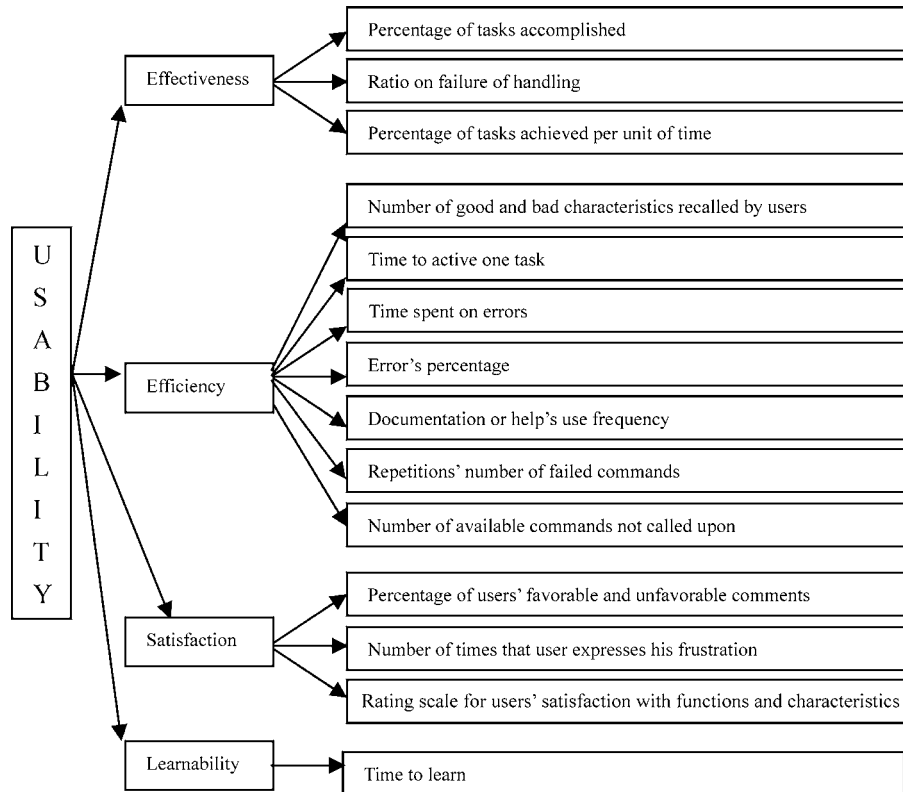 USABILITY
Effectiveness
Percentage of tasks accomplished
Ratio on failure of handling
Percentage of tasks achieved per unit of time
Efficiency
Number of good and bad characteristics recalled by users
Time to active one task
Time spent on errors
Error’s percentage
Documentation or help’s use frequency
Repetitions’ number of failed commands
Number of available commands not called upon
Satisfaction
Percentage of users’ favorable and unfavorable comments
Number of times that user expresses his frustration
Rating scale for users’ satisfaction with functions and characteristics
Learnability
Time to learn